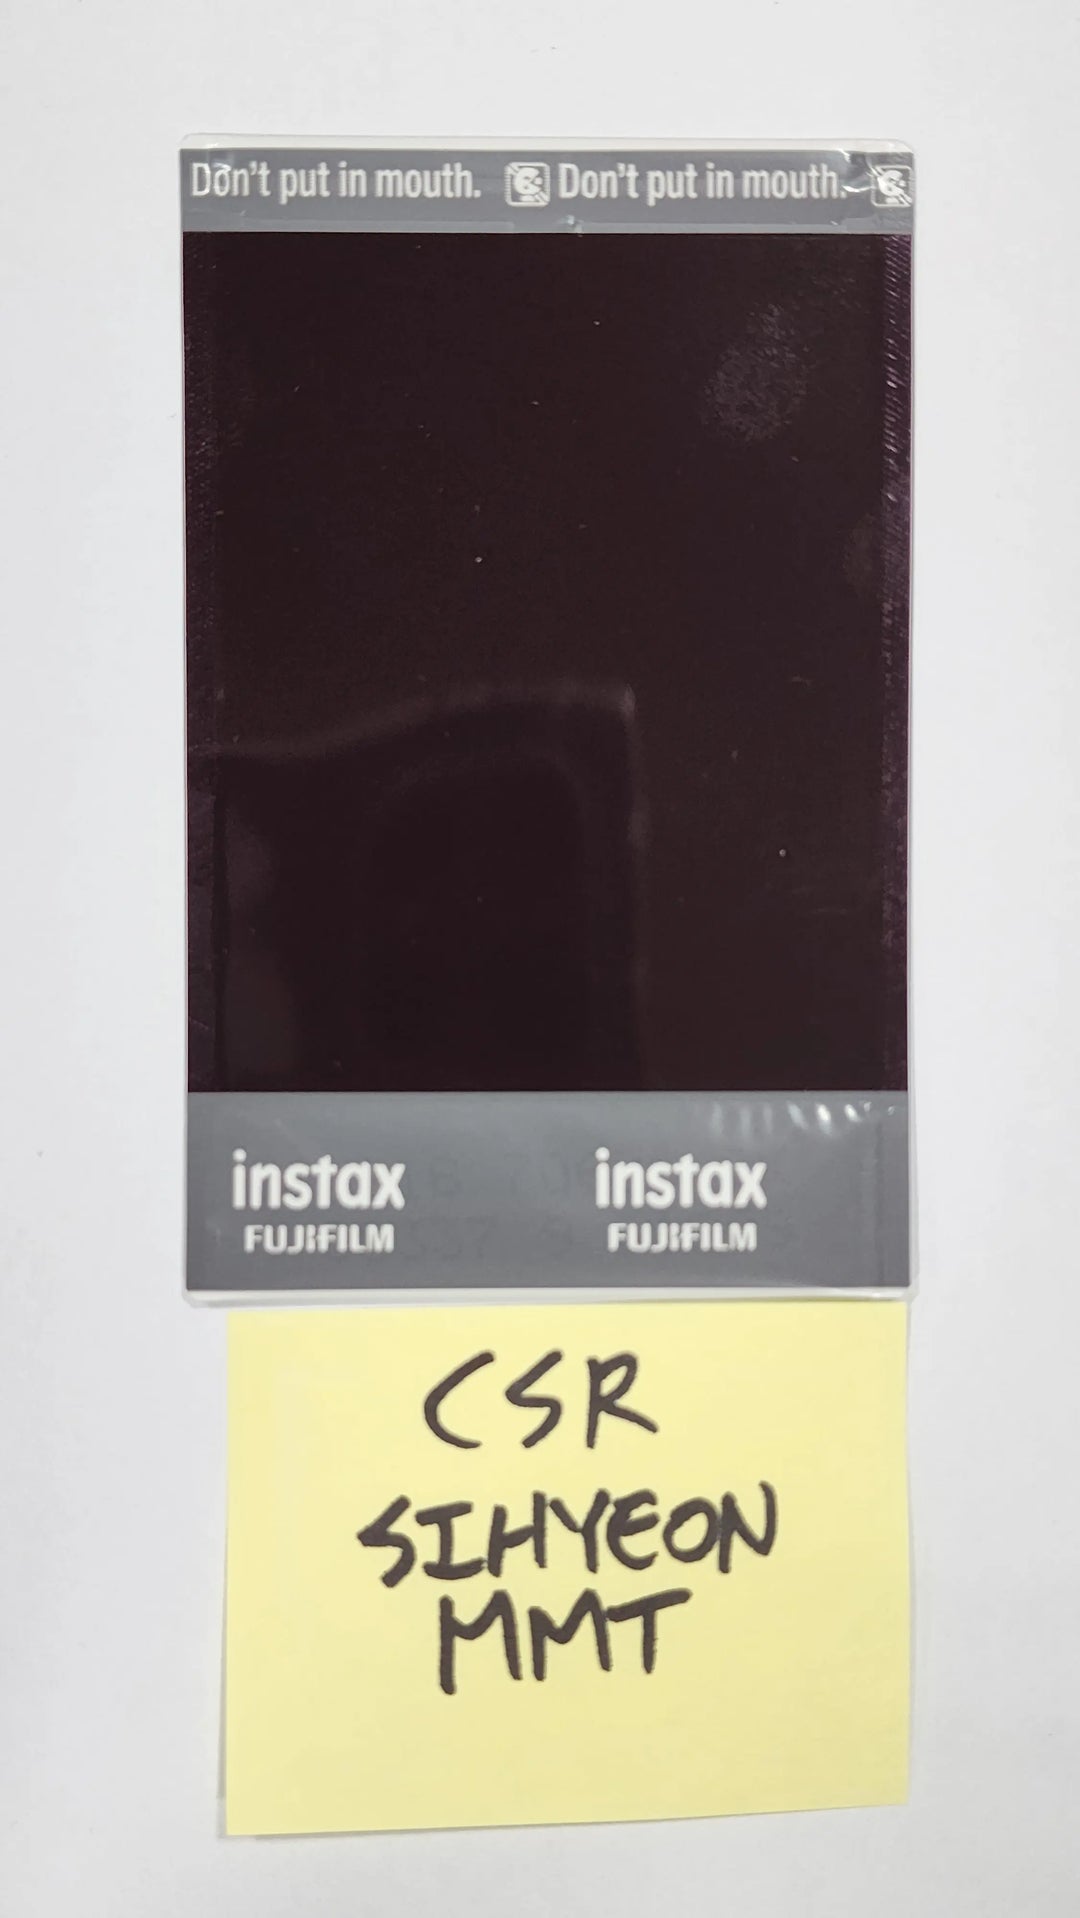 Don't put in mouth. Don't put in mouth.
instax instax
FUJIFILM FUJIFILM
CSR
SIHYEON
MMT